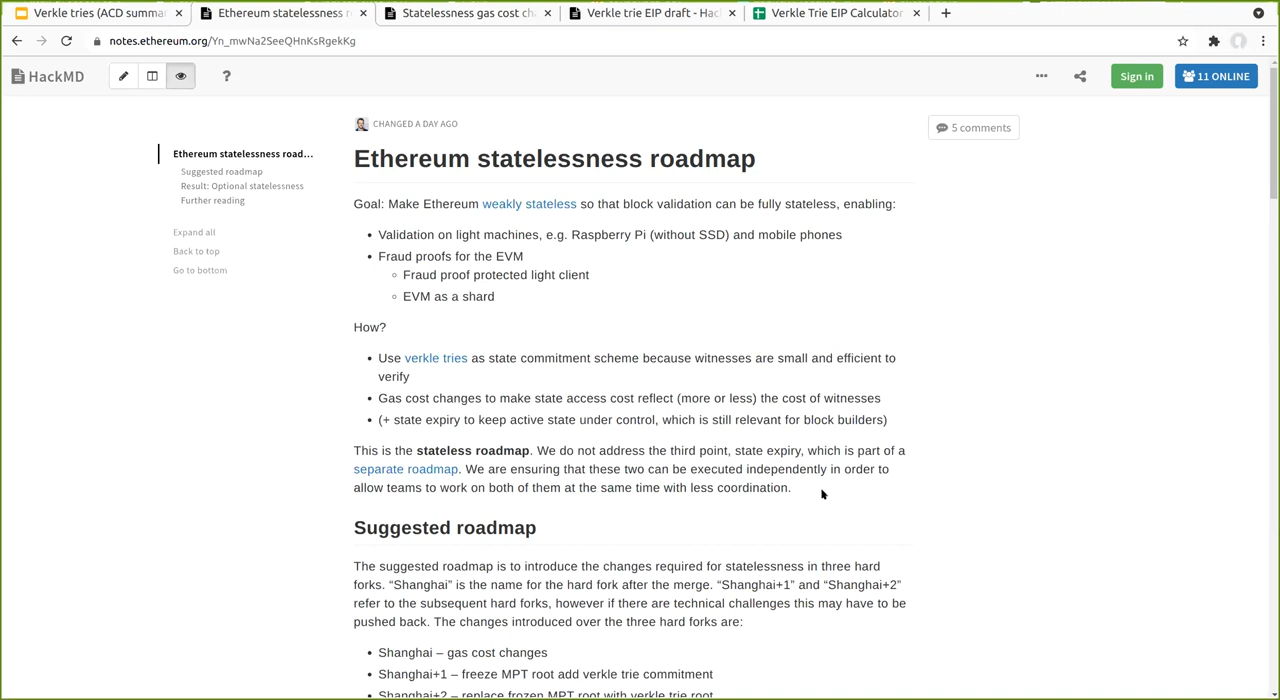 Verkle tries (ACD summa
Ethereum statelessness r
Statelessness gas cost ch
Verkle trie EIP draft - Hac
Verkle Trie EIP Calculator
notes.ethereum.org/Yn_mwNa2SeeQHnKsRgekKg
HackMD
?
Sign in
11 ONLINE
CHANGED A DAY AGO
5 comments
Ethereum statelessness road…
Suggested roadmap
Result: Optional statelessness
Further reading
Expand all
Back to top
Go to bottom
Ethereum statelessness roadmap
Goal: Make Ethereum weakly stateless so that block validation can be fully stateless, enabling:
• Validation on light machines, e.g. Raspberry Pi (without SSD) and mobile phones
• Fraud proofs for the EVM
◦ Fraud proof protected light client
◦ EVM as a shard
How?
• Use verkle tries as state commitment scheme because witnesses are small and efficient to
verify
• Gas cost changes to make state access cost reflect (more or less) the cost of witnesses
• (+ state expiry to keep active state under control, which is still relevant for block builders)
This is the stateless roadmap. We do not address the third point, state expiry, which is part of a
separate roadmap. We are ensuring that these two can be executed independently in order to
allow teams to work on both of them at the same time with less coordination.
Suggested roadmap
The suggested roadmap is to introduce the changes required for statelessness in three hard
forks. “Shanghai” is the name for the hard fork after the merge. “Shanghai+1” and “Shanghai+2”
refer to the subsequent hard forks, however if there are technical challenges this may have to be
pushed back. The changes introduced over the three hard forks are:
• Shanghai – gas cost changes
• Shanghai+1 – freeze MPT root add verkle trie commitment
• Shanghai+2 – replace frozen MPT root with verkle trie root